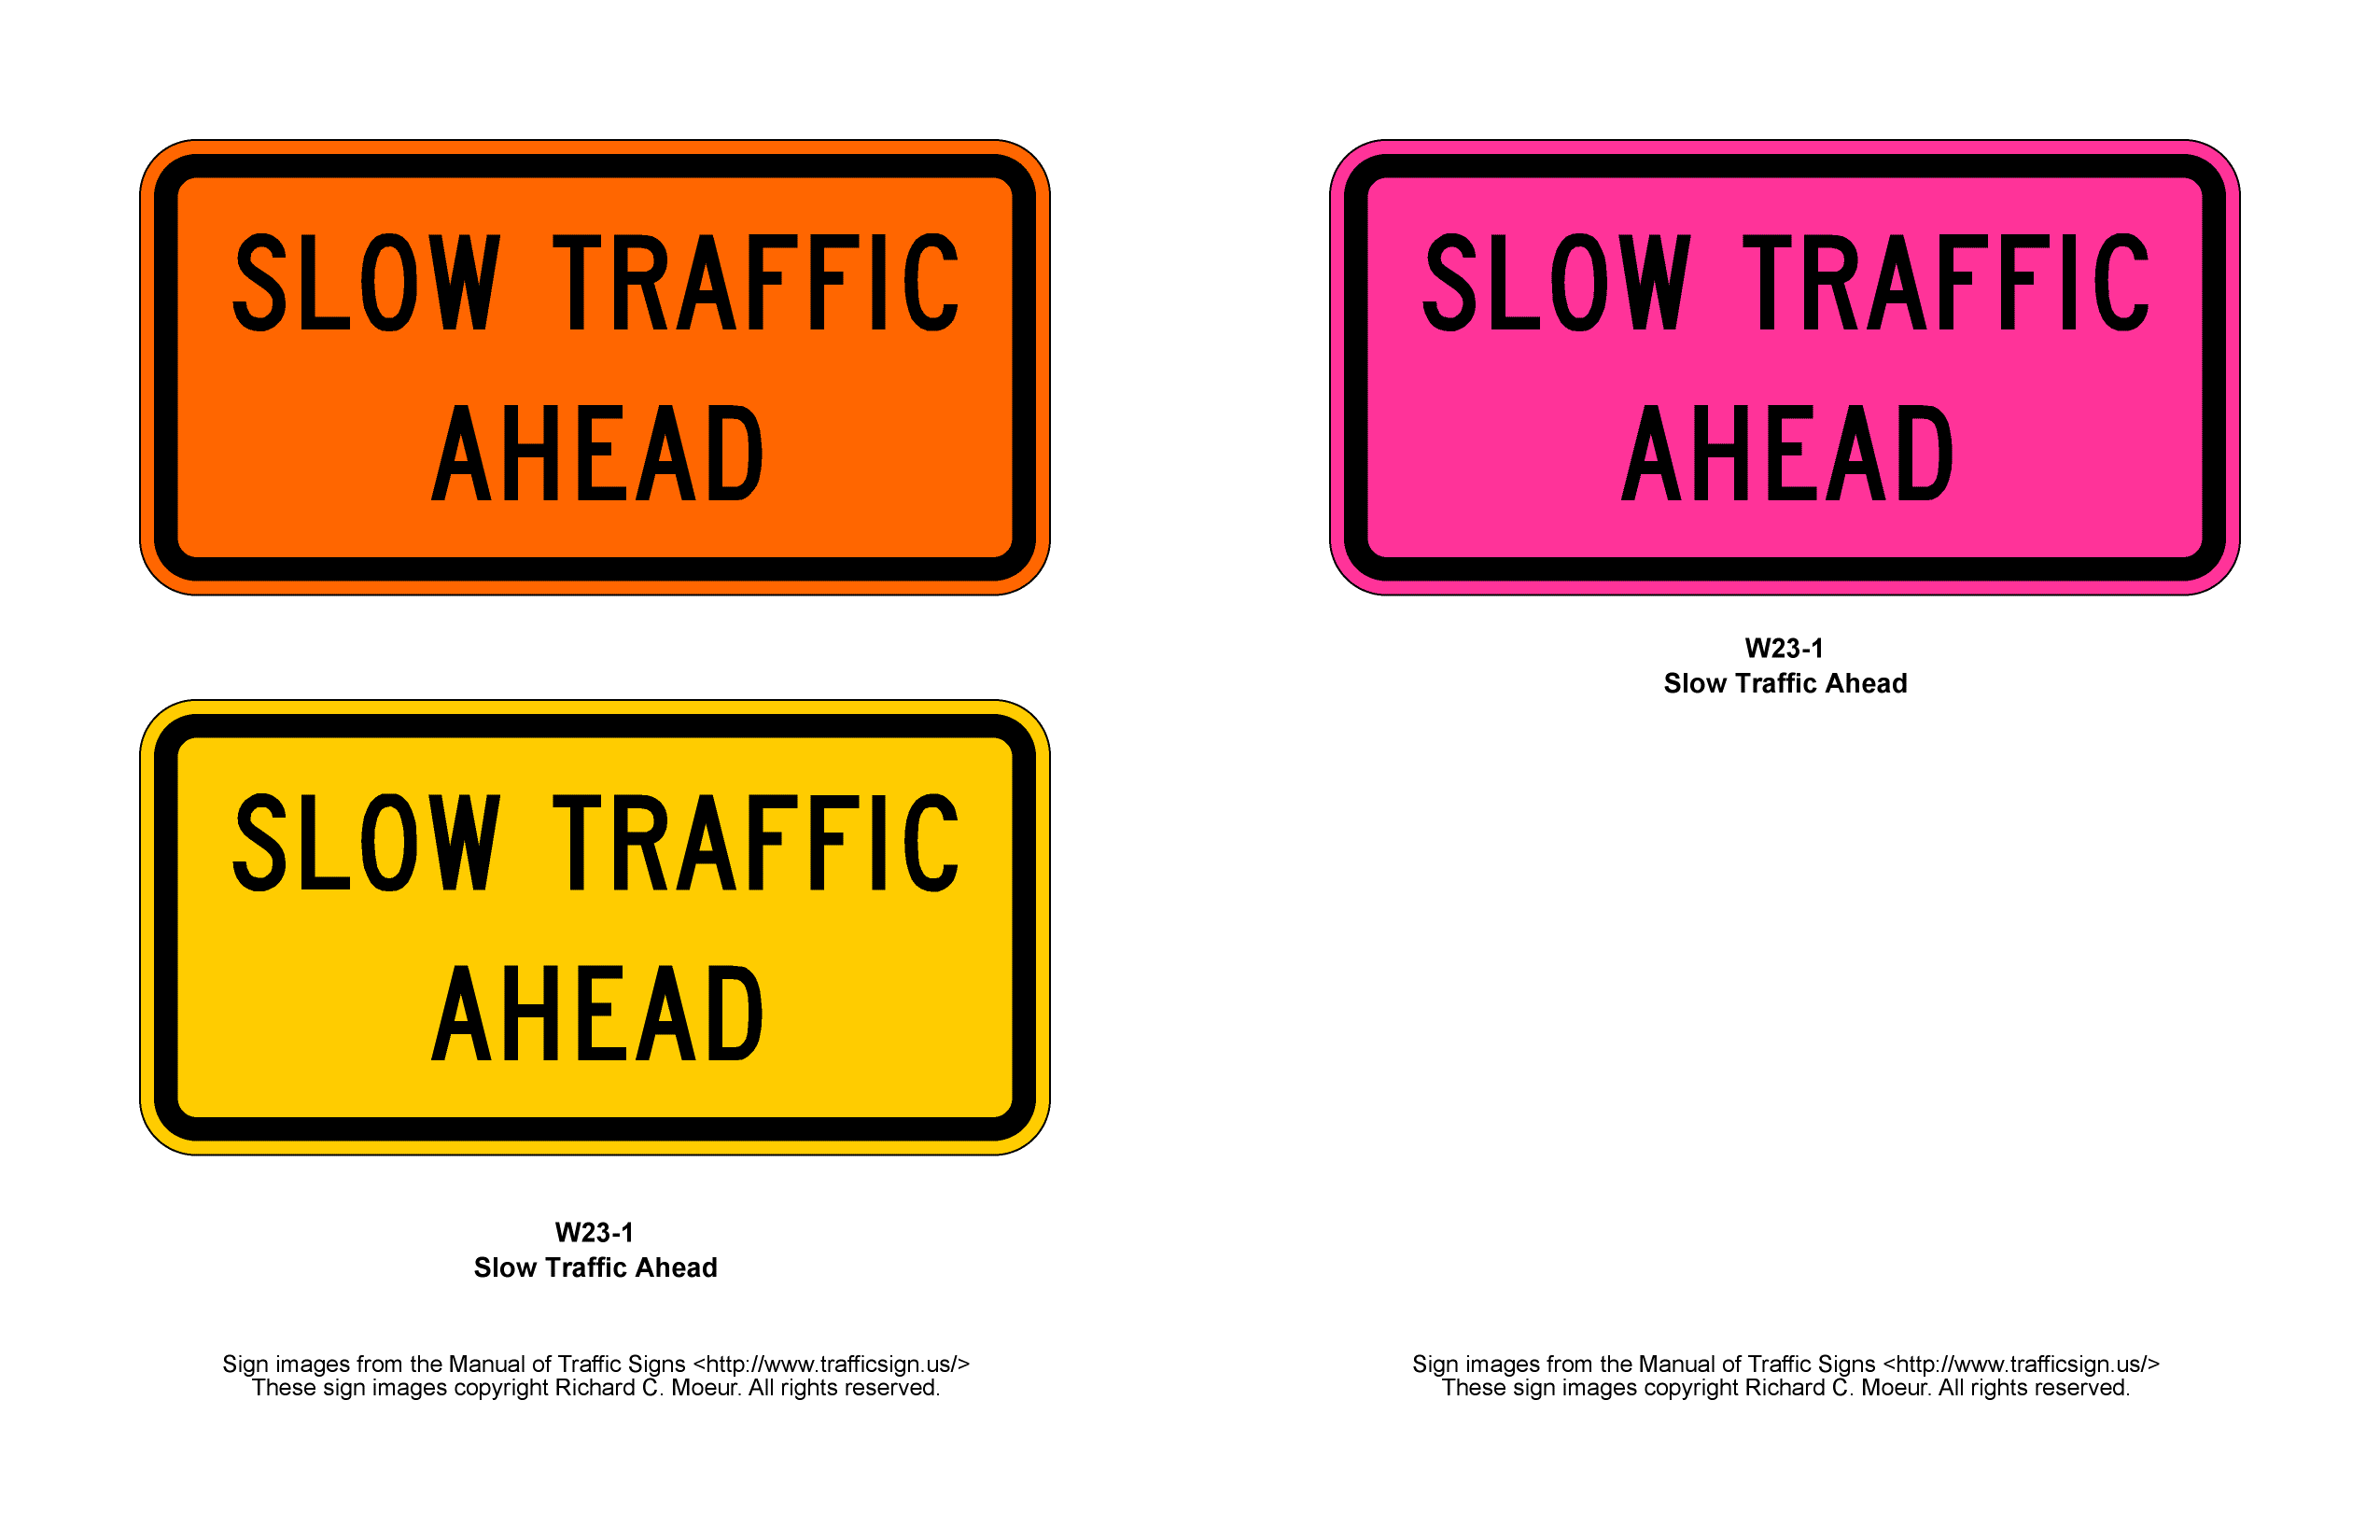 SLOW TRAFFIC
AHEAD
SLOW TRAFFIC
AHEAD
W23-1
Slow Traffic Ahead
Sign images from the Manual of Traffic Signs <http://www.trafficsign.us/>
These sign images copyright Richard C. Moeur. All rights reserved.
SLOW TRAFFIC
AHEAD
W23-1
Slow Traffic Ahead
Sign images from the Manual of Traffic Signs <http://www.trafficsign.us/>
These sign images copyright Richard C. Moeur. All rights reserved.